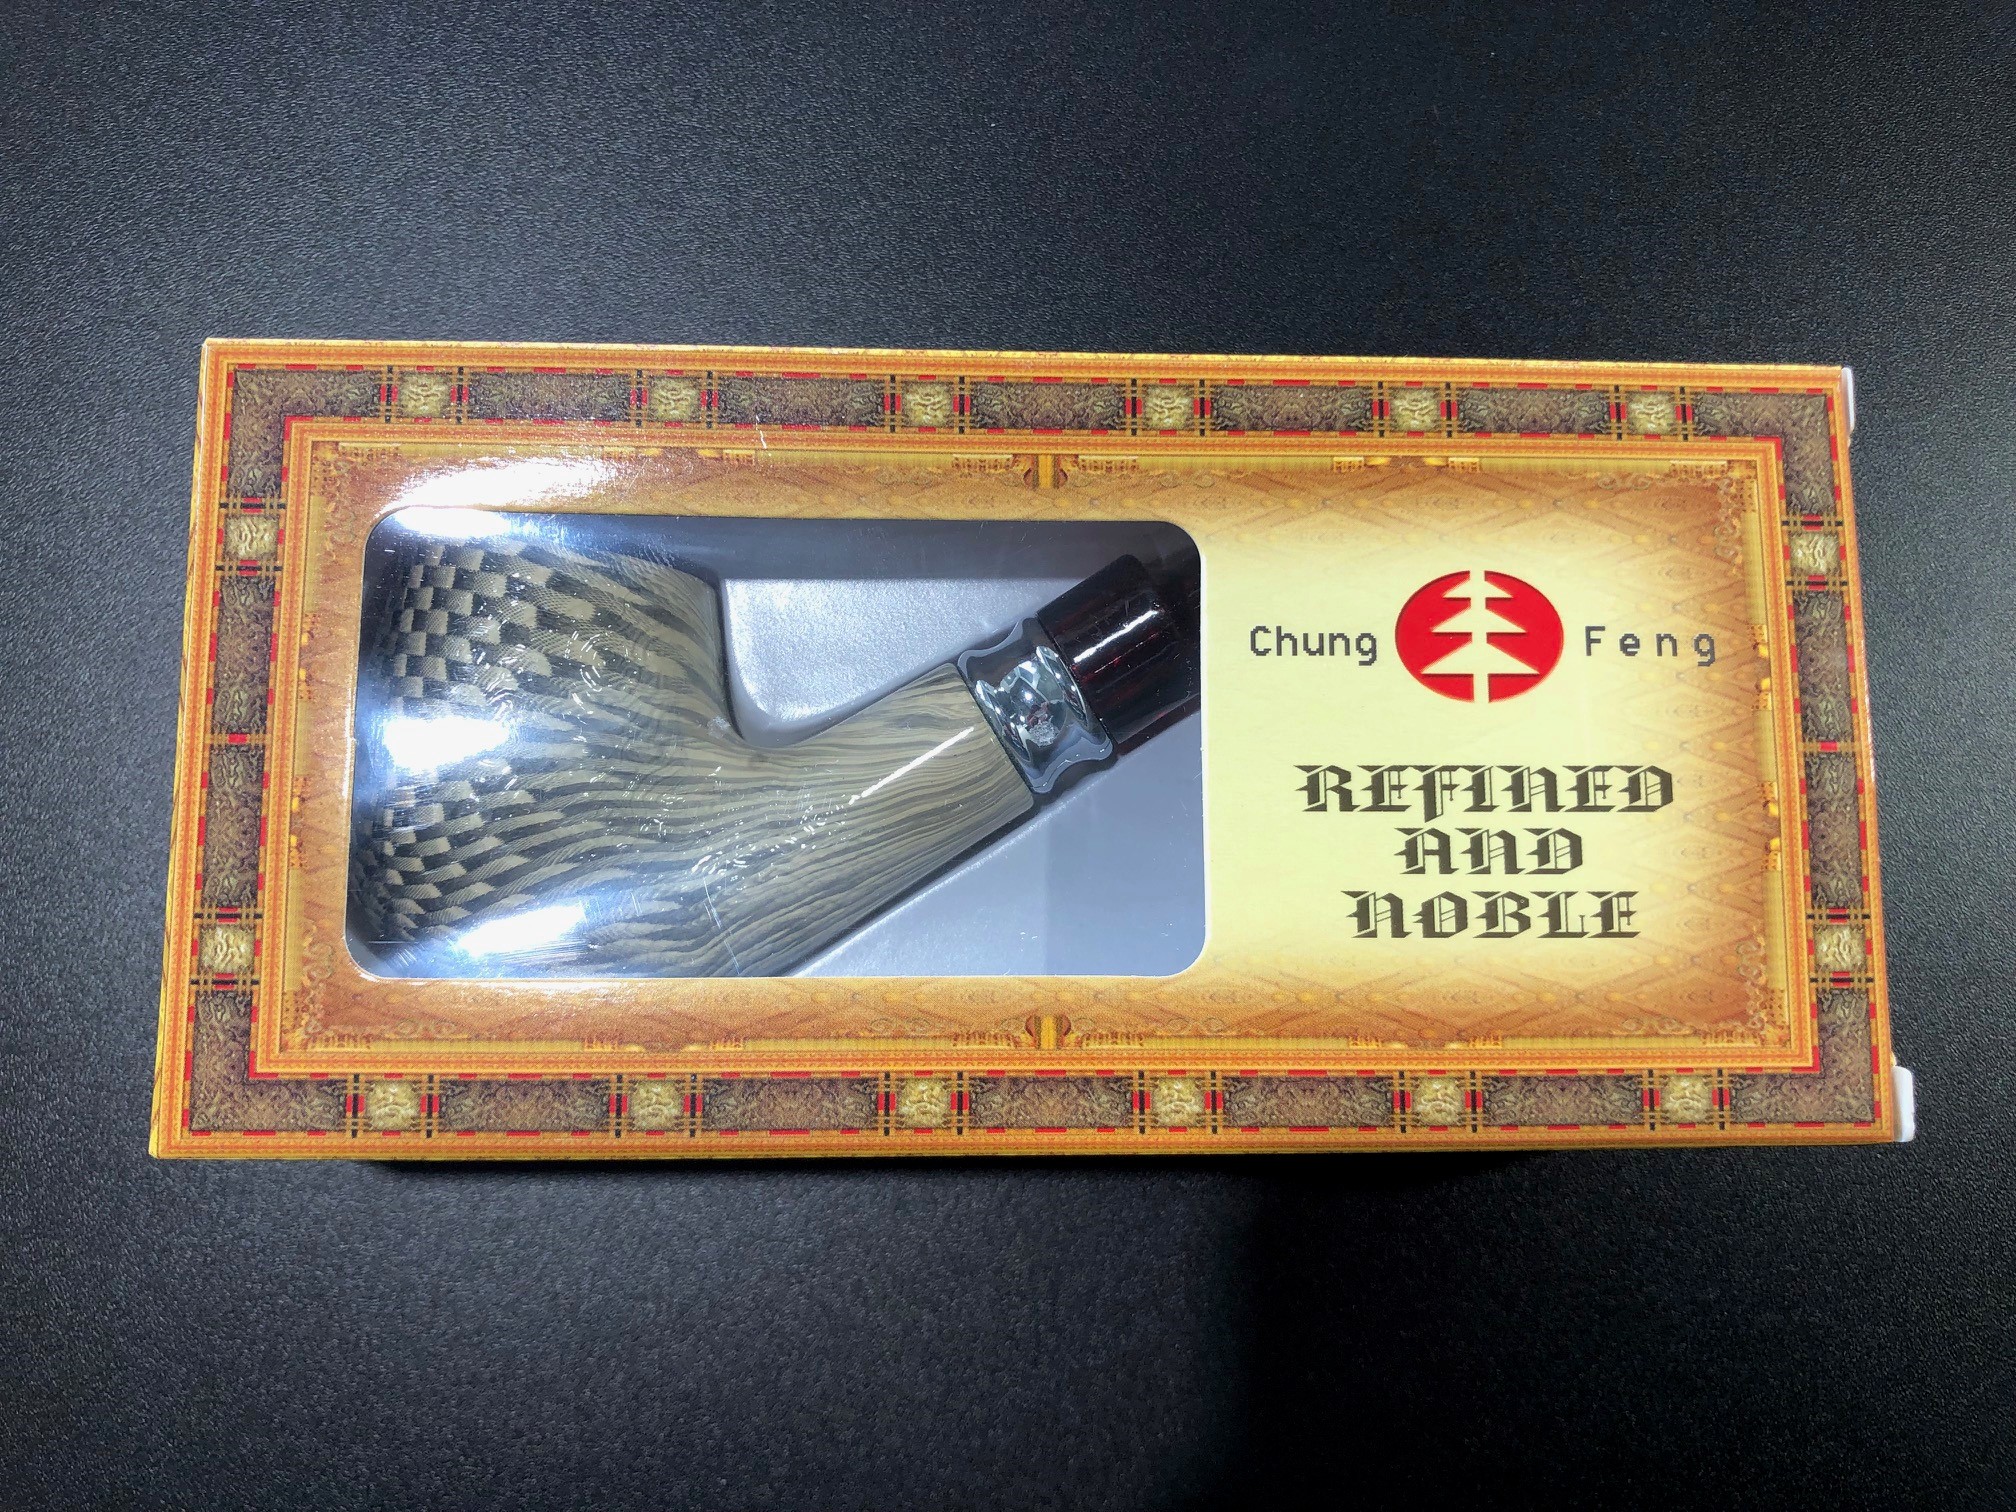 Chung Feng
REFINED
AND
NOBLE